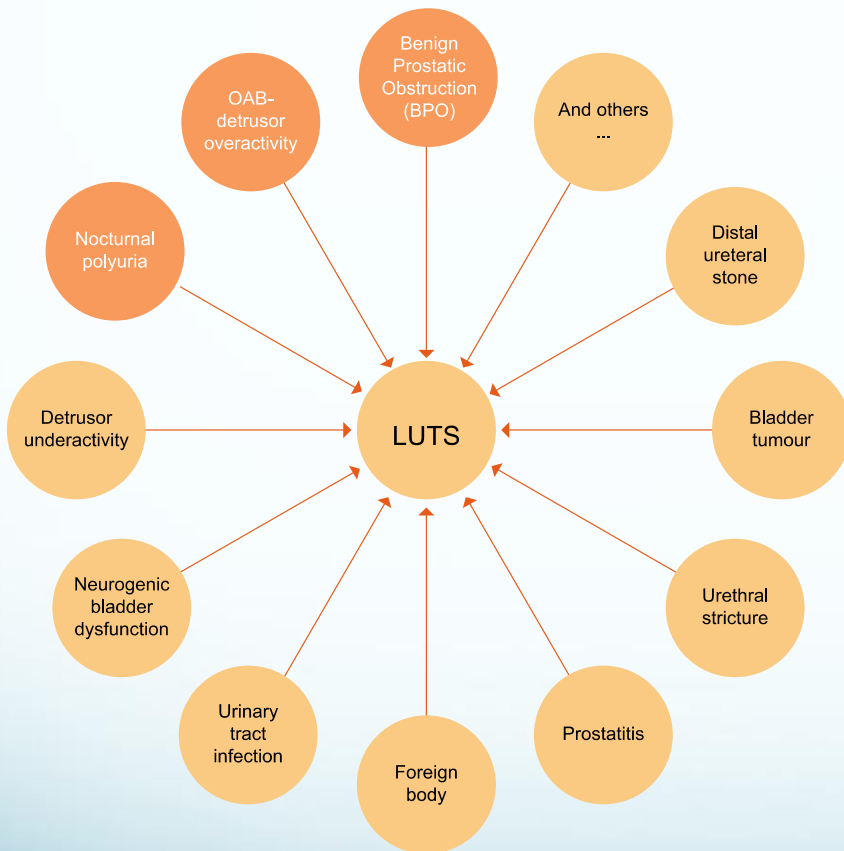 Benign
Prostatic
Obstruction
(BPO)
And others
...
Distal
ureteral
stone
Bladder
tumour
Urethral
stricture
Prostatitis
Foreign
body
Urinary
tract
infection
Neurogenic
bladder
dysfunction
Detrusor
underactivity
Nocturnal
polyuria
OAB-
detrusor
overactivity
LUTS